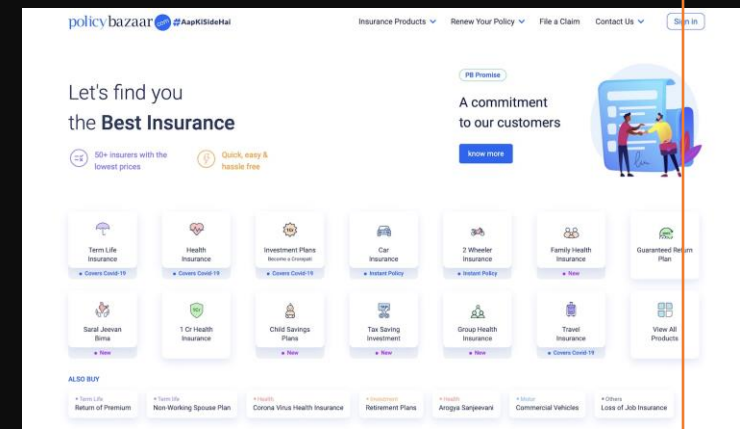 policybazaar.com #AapKiSideHai
Insurance Products
Renew Your Policy
File a Claim
Contact Us
Sign in
Let's find you
the Best Insurance
50+ insurers with the
lowest prices
Quick, easy &
hassle free
PB Promise
A commitment
to our customers
know more
Term Life
Insurance
Covers Covid-19
Health
Insurance
Covers Covid-19
Investment Plans
Become a Crorepati
Covers Covid-19
Car
Insurance
Instant Policy
2 Wheeler
Insurance
Instant Policy
Family Health
Insurance
New
Guaranteed Return
Plan
Saral Jeevan
Bima
New
1 Cr Health
Insurance
Child Savings
Plans
New
Tax Saving
Investment
New
Group Health
Insurance
New
Travel
Insurance
Covers Covid-19
View All
Products
ALSO BUY
Term Life
Return of Premium
Term life
Non-Working Spouse Plan
Health
Corona Virus Health Insurance
Investment
Retirement Plans
Health
Arogya Sanjeevani
Motor
Commercial Vehicles
Others
Loss of Job Insurance